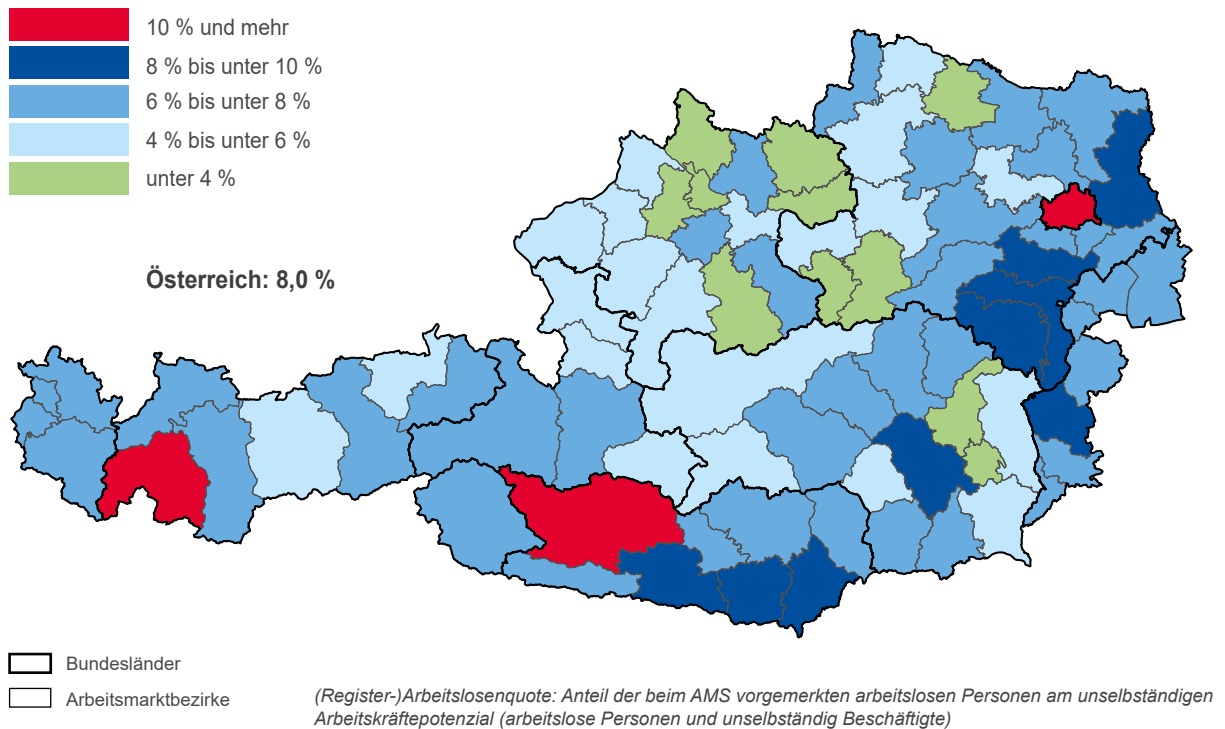 10 % und mehr
8 % bis unter 10 %
6 % bis unter 8 %
4 % bis unter 6 %
unter 4 %
Österreich: 8,0 %
Bundesländer
Arbeitsmarktbezirke
(Register-)Arbeitslosenquote: Anteil der beim AMS vorgemerkten arbeitslosen Personen am unselbständigen
Arbeitskräftepotenzial (arbeitslose Personen und unselbständig Beschäftigte)